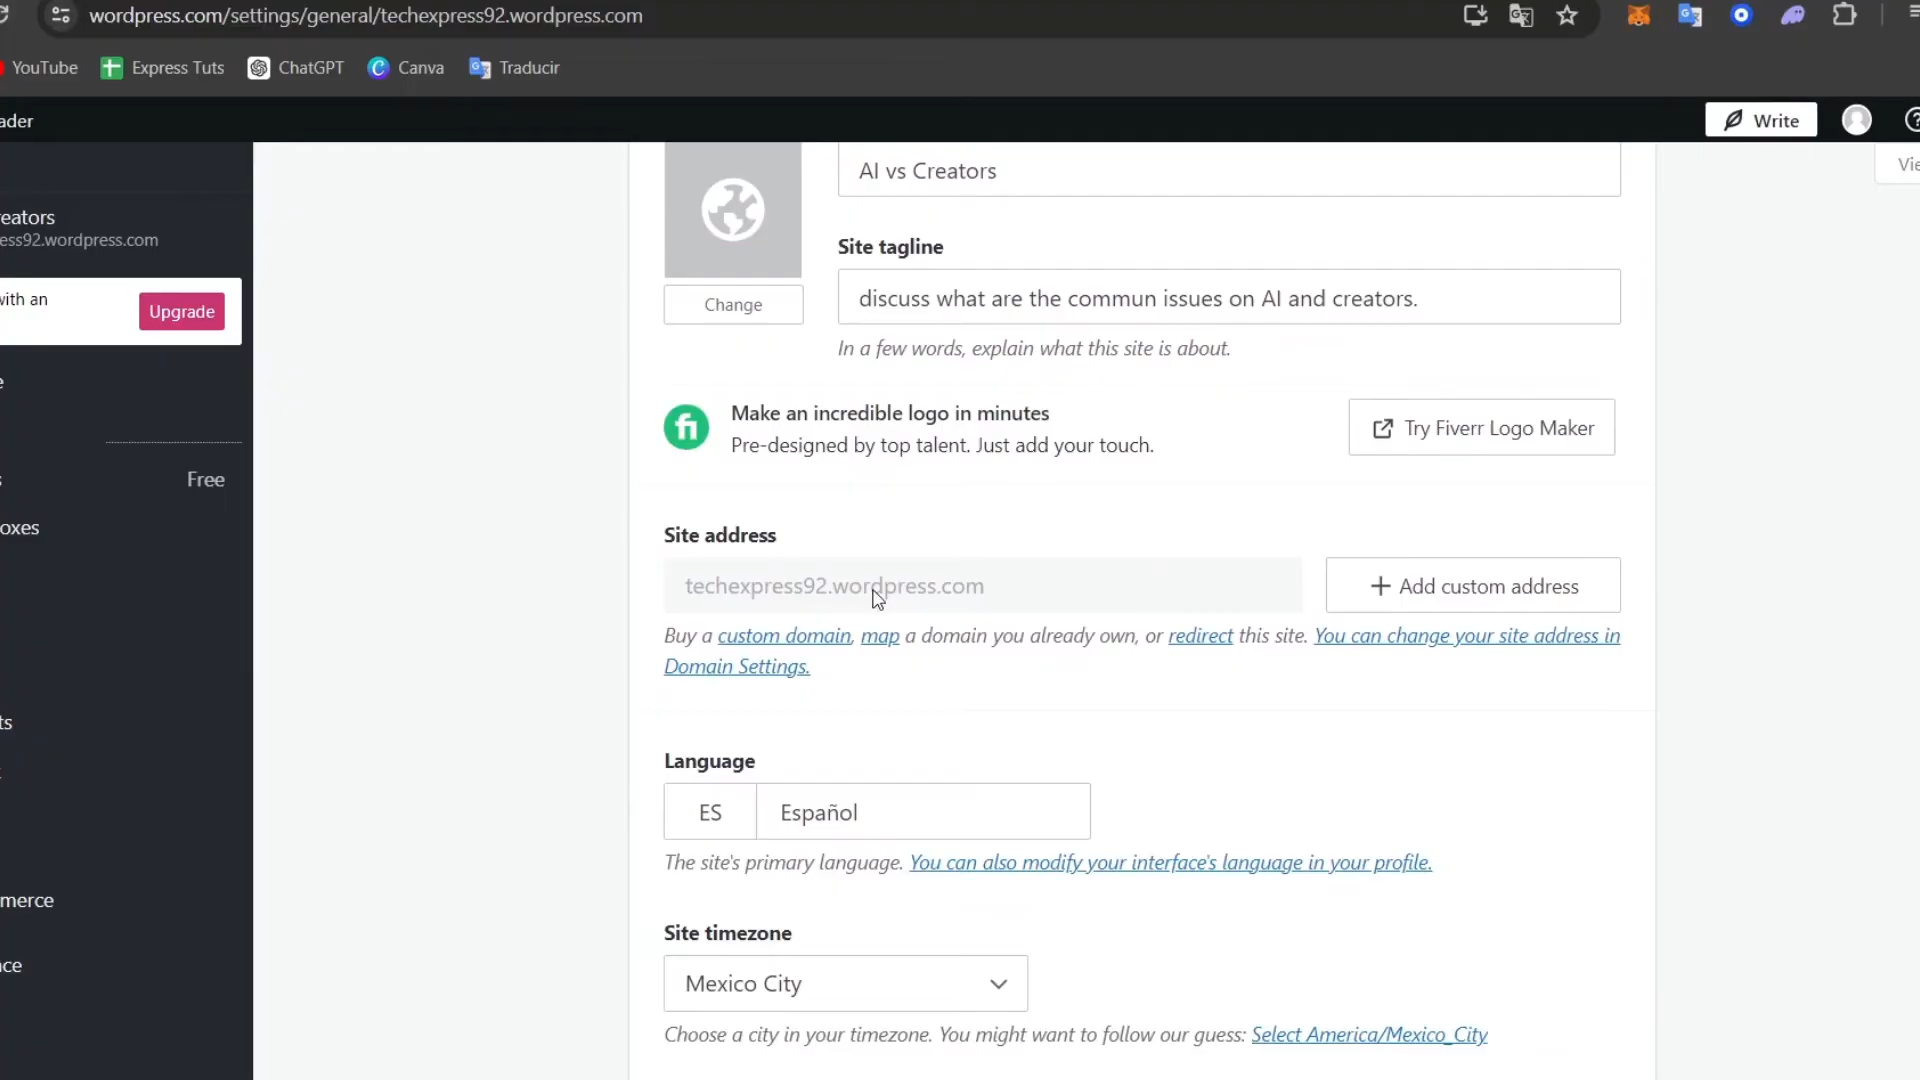 wordpress.com/settings/general/techexpress92.wordpress.com
YouTube Express Tuts ChatGPT Canva Traducir
ader
Write
Vie
eators
ess92.wordpress.com
with an
Upgrade
e
Free
oxes
ts
merce
ce
AI vs Creators
Site tagline
Change
discuss what are the commun issues on AI and creators.
In a few words, explain what this site is about.
fi
Make an incredible logo in minutes
Pre-designed by top talent. Just add your touch.
Try Fiverr Logo Maker
Site address
techexpress92.wordpress.com
Add custom address
Buy a custom domain, map a domain you already own, or redirect this site. You can change your site address in
Domain Settings.
Language
ES Español
The site's primary language. You can also modify your interface's language in your profile.
Site timezone
Mexico City
Choose a city in your timezone. You might want to follow our guess: Select America/Mexico_City